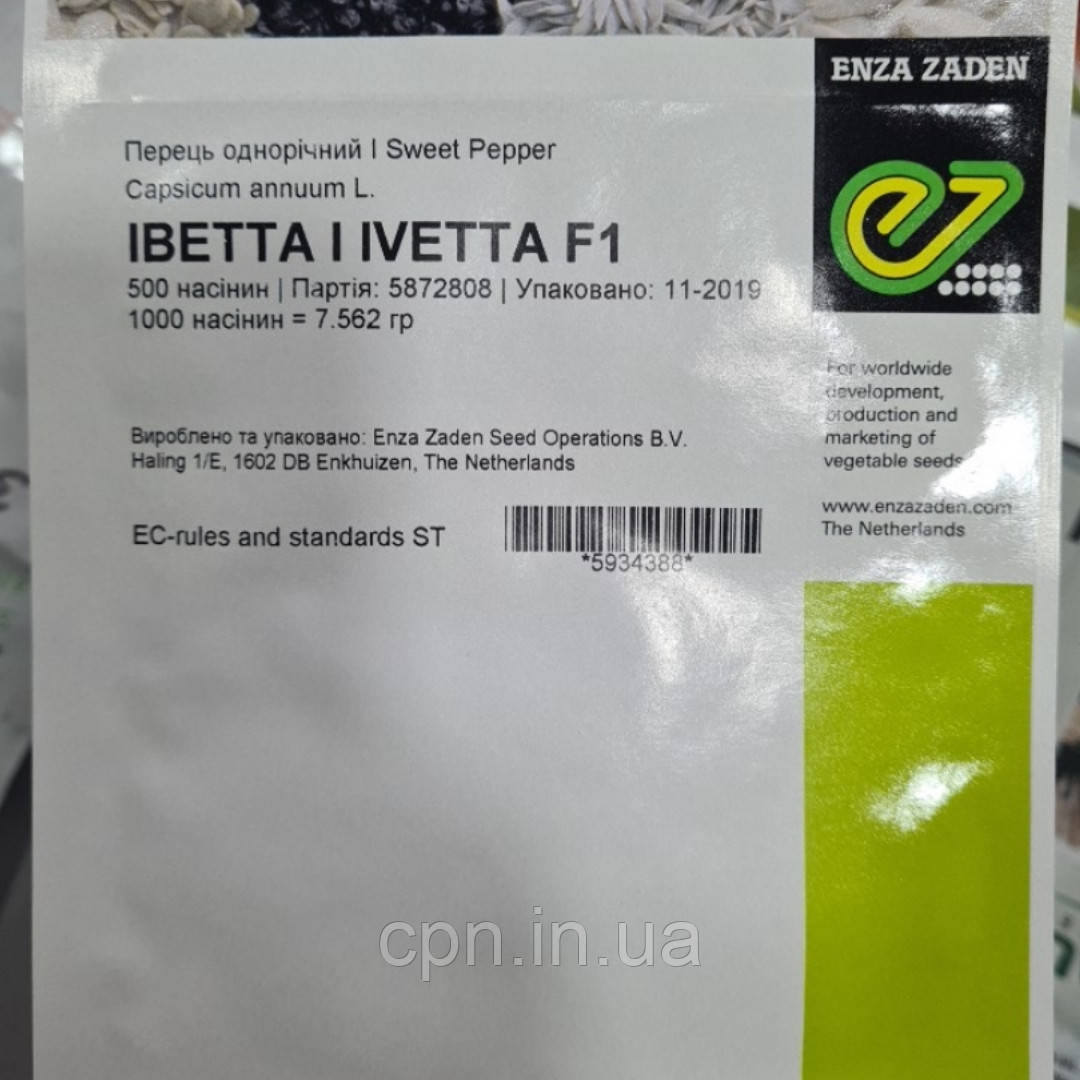 ENZA ZADEN
Перець однорічний | Sweet Pepper
Capsicum annuum L.
ІВЕТТА | IVETTA F1
500 насінин | Партія: 5872808 | Упаковано: 11-2019
1000 насінин = 7.562 гр
For worldwide
development,
production and
marketing of
vegetable seeds
Вироблено та упаковано: Enza Zaden Seed Operations B.V.
Haling 1/E, 1602 DB Enkhuizen, The Netherlands
www.enzazaden.com
The Netherlands
EC-rules and standards ST
*5934388*
cpn.in.ua